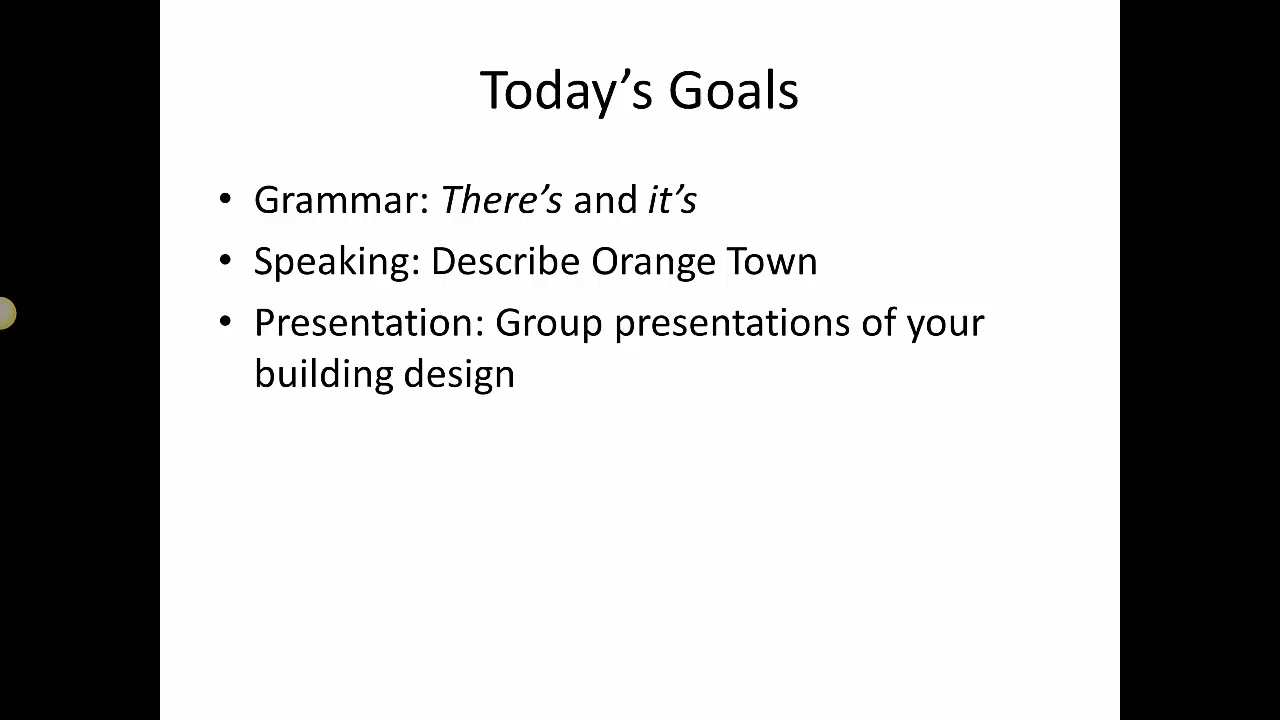 Today’s Goals
• Grammar: There’s and it’s
• Speaking: Describe Orange Town
• Presentation: Group presentations of your
building design